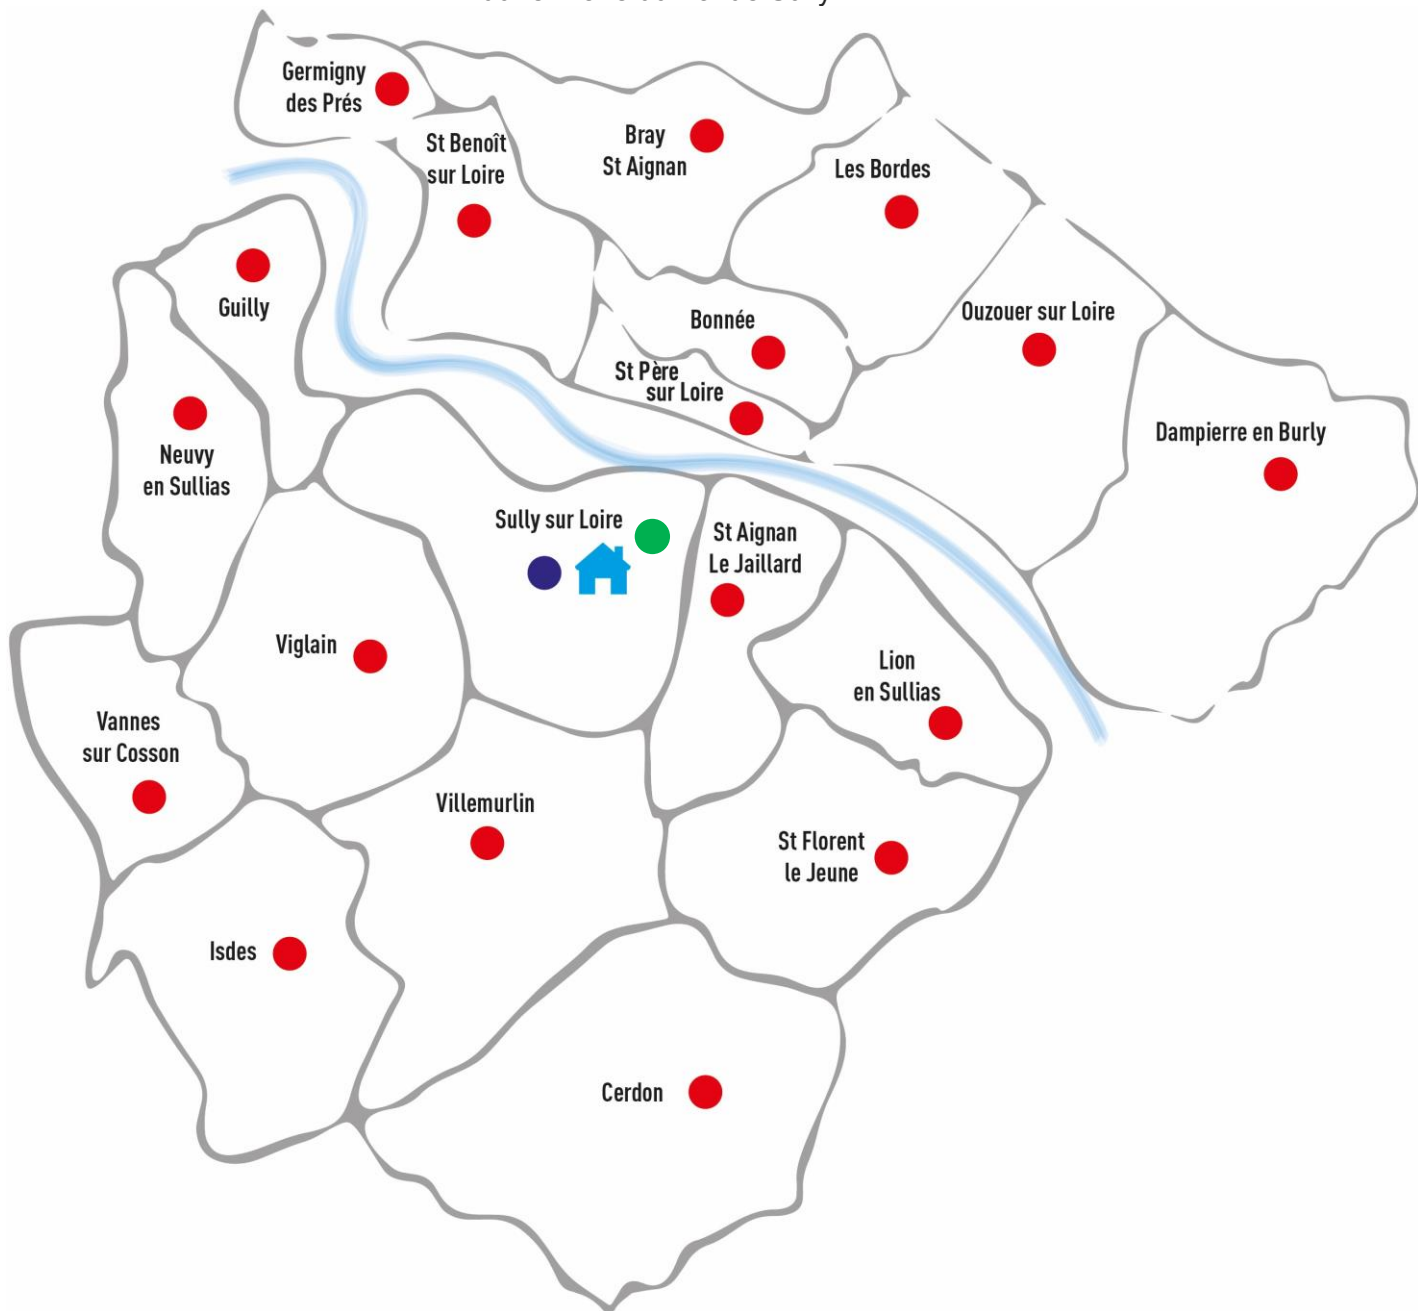 Germigny
des Prés
St Benoît
sur Loire
Bray
St Aignan
Les Bordes
Guilly
Bonnée
Ouzouer sur Loire
St Père
sur Loire
Neuvy
en Sullias
Dampierre en Burly
Sully sur Loire
St Aignan
Le Jaillard
Viglain
Lion
en Sullias
Vannes
sur Cosson
Villemurlin
St Florent
le Jeune
Isdes
Cerdon